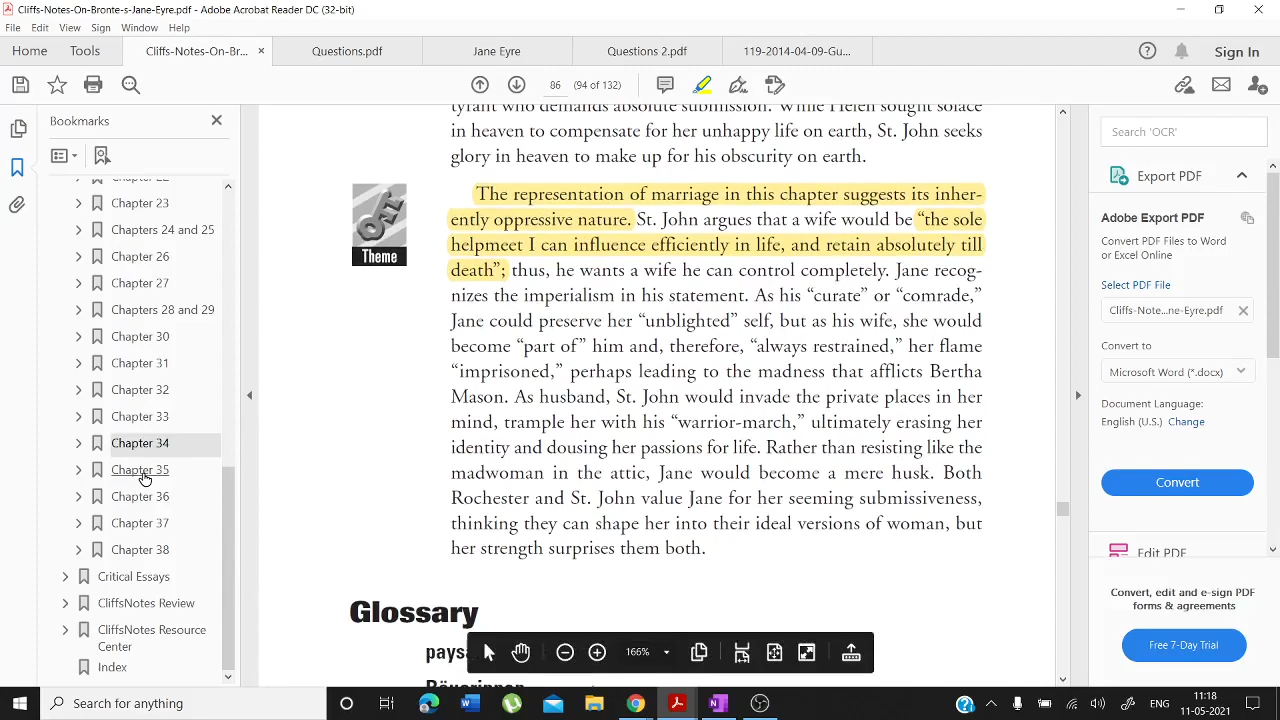 Cliffs-Notes-On-Bronte-s-Jane-Eyre.pdf - Adobe Acrobat Reader DC (32-bit)
File Edit View Sign Window Help
Home Tools Cliffs-Notes-On-Br... × Questions.pdf Jane Eyre Questions 2.pdf 119-2014-04-09-Gu... Sign In
86 (94 of 132)
Bookmarks
Chapter 22
Chapter 23
Chapters 24 and 25
Chapter 26
Chapter 27
Chapters 28 and 29
Chapter 30
Chapter 31
Chapter 32
Chapter 33
Chapter 34
Chapter 35
Chapter 36
Chapter 37
Chapter 38
Critical Essays
CliffsNotes Review
CliffsNotes Resource
Center
Index
tyrant who demands absolute submission. While Helen sought solace
in heaven to compensate for her unhappy life on earth, St. John seeks
glory in heaven to make up for his obscurity on earth.
Theme
The representation of marriage in this chapter suggests its inher-
ently oppressive nature. St. John argues that a wife would be “the sole
helpmeet I can influence efficiently in life, and retain absolutely till
death”; thus, he wants a wife he can control completely. Jane recog-
nizes the imperialism in his statement. As his “curate” or “comrade,”
Jane could preserve her “unblighted” self, but as his wife, she would
become “part of” him and, therefore, “always restrained,” her flame
“imprisoned,” perhaps leading to the madness that afflicts Bertha
Mason. As husband, St. John would invade the private places in her
mind, trample her with his “warrior-march,” ultimately erasing her
identity and dousing her passions for life. Rather than resisting like the
madwoman in the attic, Jane would become a mere husk. Both
Rochester and St. John value Jane for her seeming submissiveness,
thinking they can shape her into their ideal versions of woman, but
her strength surprises them both.
Glossary
166%
Search 'OCR'
Export PDF
Adobe Export PDF
Convert PDF Files to Word
or Excel Online
Select PDF File
Cliffs-Note...ne-Eyre.pdf
Convert to
Microsoft Word (*.docx)
Document Language:
English (U.S.) Change
Convert
Edit PDF
Convert, edit and e-sign PDF
forms & agreements
Free 7-Day Trial
Search for anything
ENG
11:18
11-05-2021